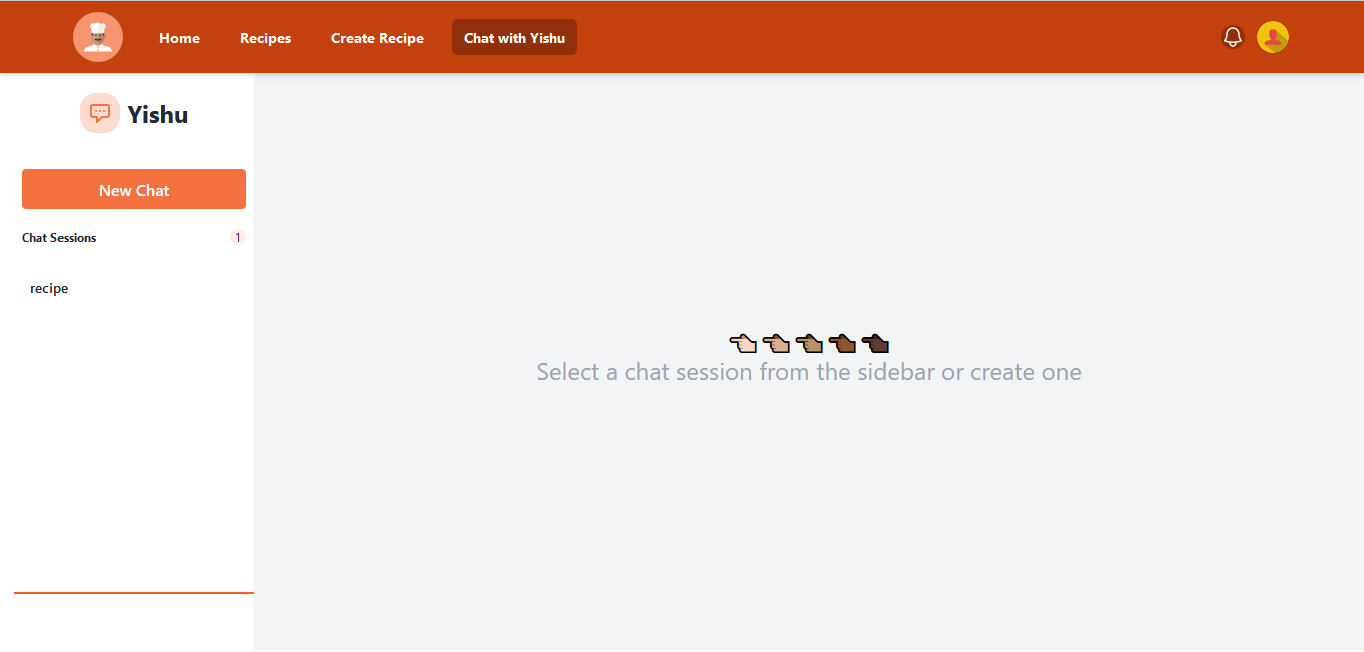 Home
Recipes
Create Recipe
Chat with Yishu
Yishu
New Chat
Chat Sessions 1
recipe
Select a chat session from the sidebar or create one